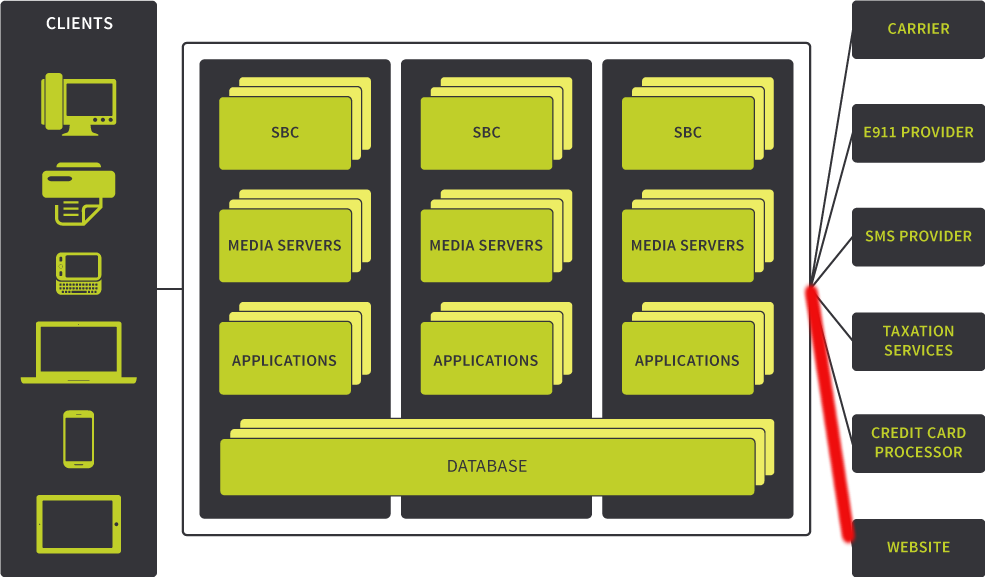 CLIENTS
SBC
SBC
SBC
MEDIA SERVERS
MEDIA SERVERS
MEDIA SERVERS
APPLICATIONS
APPLICATIONS
APPLICATIONS
DATABASE
CARRIER
E911 PROVIDER
SMS PROVIDER
TAXATION
SERVICES
CREDIT CARD
PROCESSOR
WEBSITE